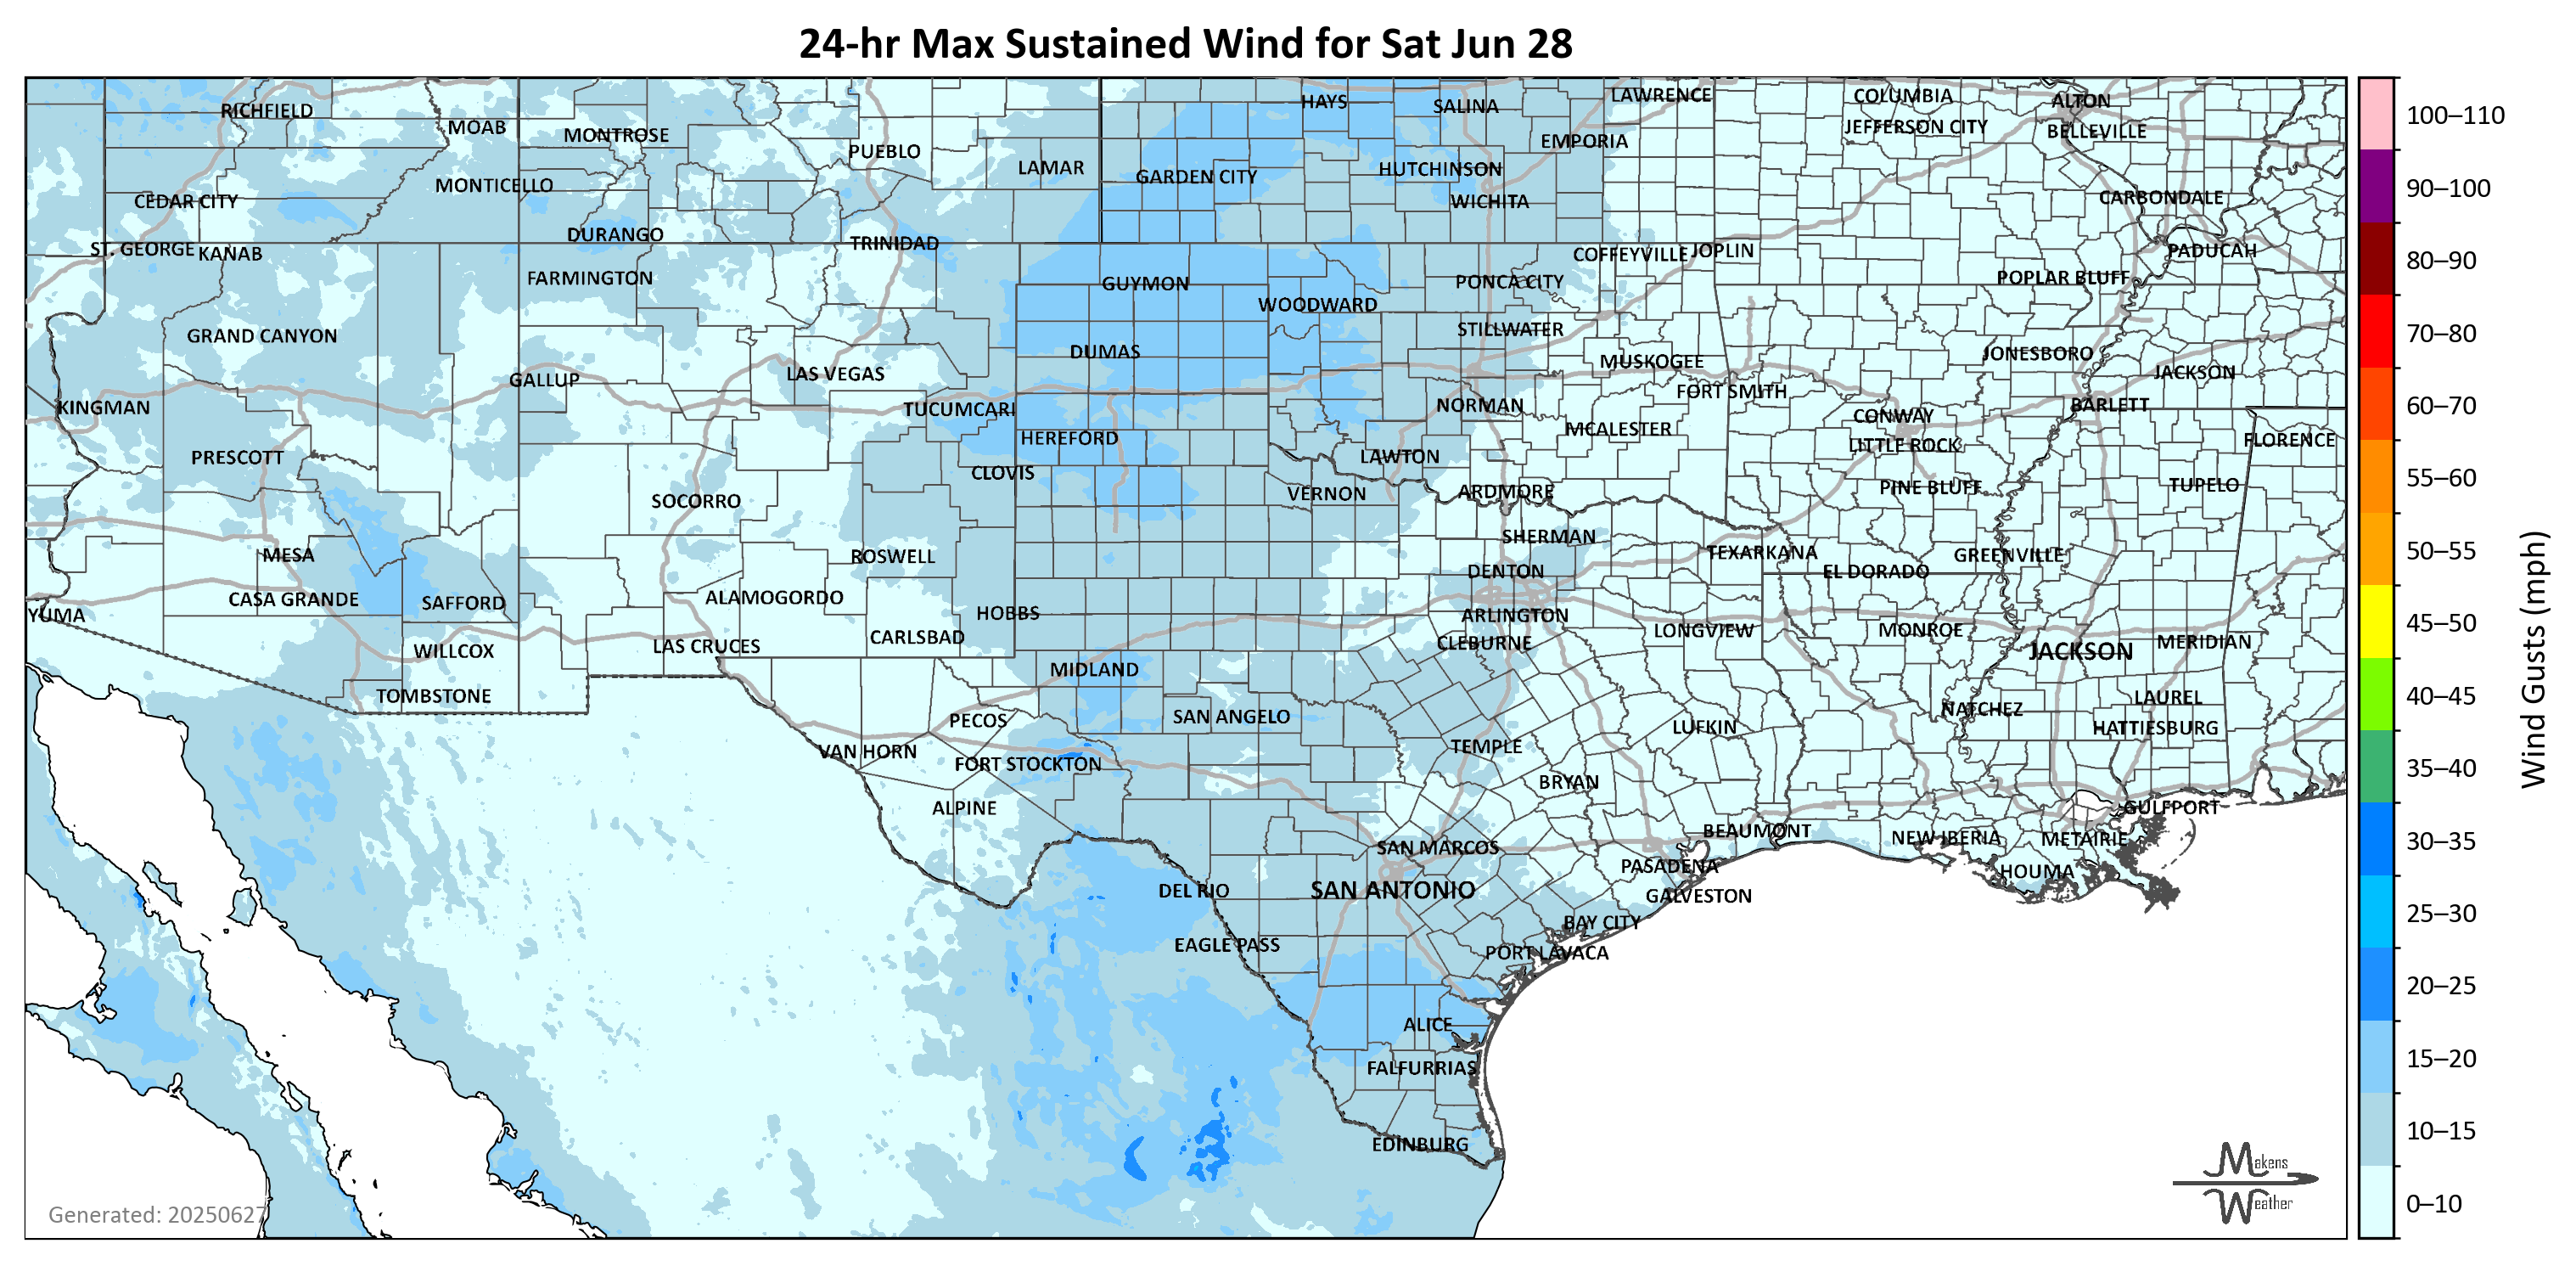 24-hr Max Sustained Wind for Sat Jun 28
RICHFIELD
MOAB
MONTROSE
PUEBLO
LAMAR
HAYS
SALINA
LAWRENCE
COLUMBIA
ALTON
EMPORIA
JEFFERSON CITY
BELLEVILLE
CEDAR CITY
MONTICELLO
GARDEN CITY
HUTCHINSON
WICHITA
CARBONDALE
ST. GEORGE
KANAB
DURANGO
TRINIDAD
COFFEYVILLE
JOPLIN
PADUCAH
FARMINGTON
GUYMON
WOODWARD
PONCA CITY
POPLAR BLUFF
GRAND CANYON
DUMAS
STILLWATER
MUSKOGEE
JONESBORO
JACKSON
GALLUP
LAS VEGAS
FORT SMITH
KINGMAN
TUCUMCARI
NORMAN
CONWAY
BARLETT
HEREFORD
MCALESTER
LITTLE ROCK
FLORENCE
PRESCOTT
CLOVIS
LAWTON
SOCORRO
VERNON
ARDMORE
PINE BLUFF
TUPELO
MESA
ROSWELL
SHERMAN
TEXARKANA
GREENVILLE
DENTON
EL DORADO
YUMA
CASA GRANDE
SAFFORD
ALAMOGORDO
HOBBS
ARLINGTON
WILLCOX
LAS CRUCES
CARLSBAD
CLEBURNE
LONGVIEW
MONROE
JACKSON
MERIDIAN
TOMBSTONE
MIDLAND
LAUREL
PECOS
SAN ANGELO
LUFKIN
NATCHEZ
HATTIESBURG
VAN HORN
FORT STOCKTON
TEMPLE
ALPINE
BRYAN
GULFPORT
SAN MARCOS
BEAUMONT
NEW IBERIA
METAIRIE
DEL RIO
SAN ANTONIO
PASADENA
GALVESTON
HOUMA
EAGLE PASS
BAY CITY
PORT LAVACA
ALICE
FALFURRIAS
EDINBURG
Generated: 20250627
Makens
Weather
100–110
90–100
80–90
70–80
60–70
55–60
50–55
45–50
40–45
35–40
30–35
25–30
20–25
15–20
10–15
0–10
Wind Gusts (mph)